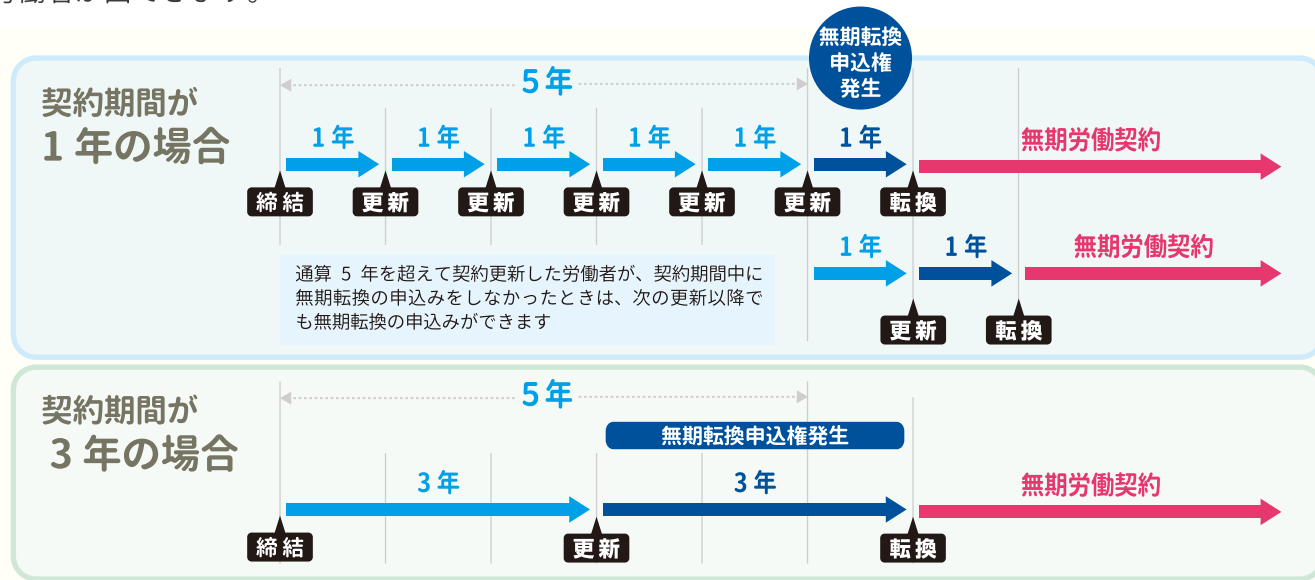 無期転換
申込権
発生
5年
契約期間が
1年の場合
1年 1年 1年 1年 1年 1年 無期労働契約
締結 更新 更新 更新 更新 更新 転換
1年 1年 無期労働契約
通算 5 年を超えて契約更新した労働者が、契約期間中に
無期転換の申込みをしなかったときは、次の更新以降で
も無期転換の申込みができます
更新 転換
5年
契約期間が
3年の場合
無期転換申込権発生
3年 3年 無期労働契約
締結 更新 転換